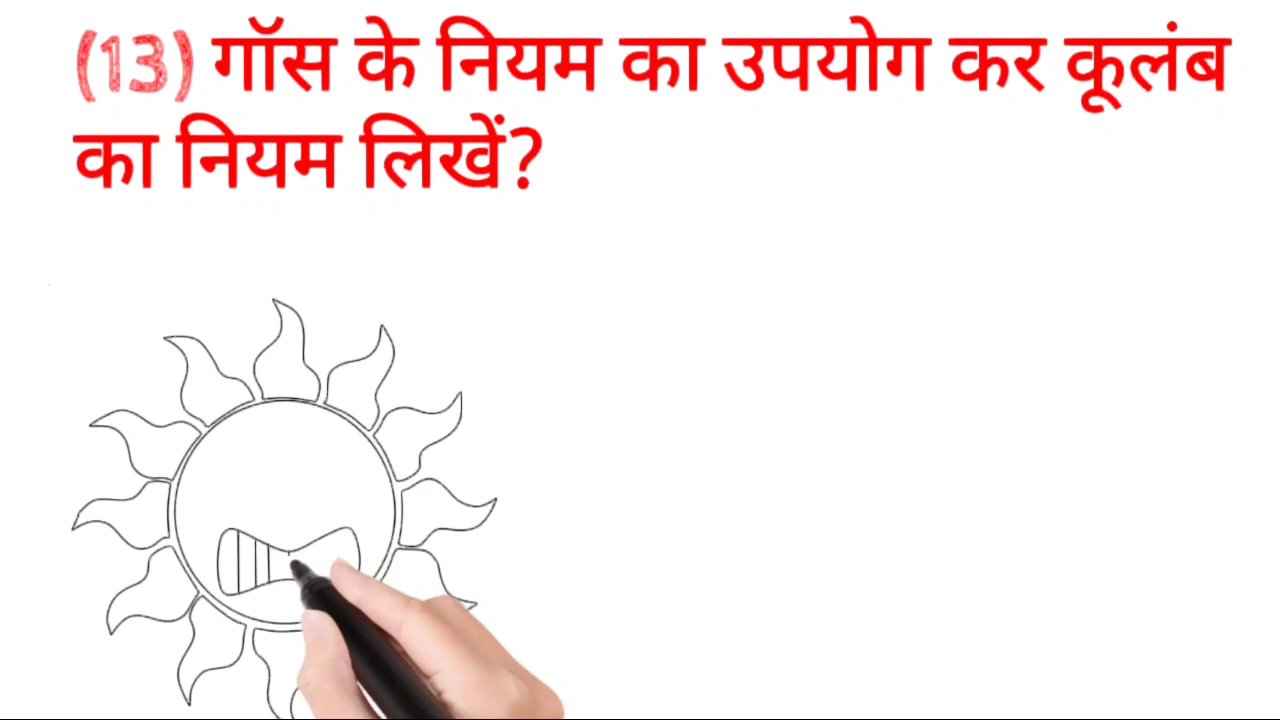 (13) गॉस के नियम का उपयोग कर कूलंब
का नियम लिखें?